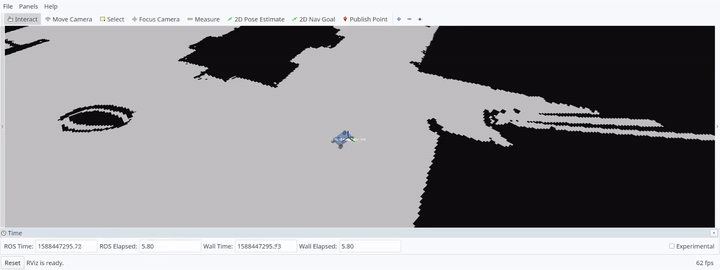 File Panels Help
Interact Move Camera Select Focus Camera Measure 2D Pose Estimate 2D Nav Goal Publish Point
Time
ROS Time: 1588447295.72 ROS Elapsed: 5.80 Wall Time: 1588447295.73 Wall Elapsed: 5.80 Experimental
Reset RViz is ready. 62 fps